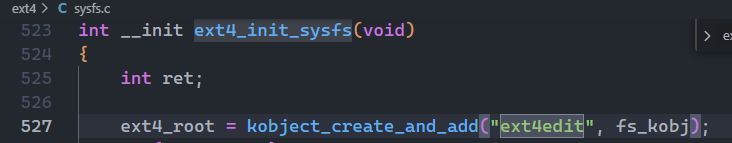 ext4 > C sysfs.c
523 int __init ext4_init_sysfs(void)
524 {
525 int ret;
526
527 ext4_root = kobject_create_and_add("ext4edit", fs_kobj);